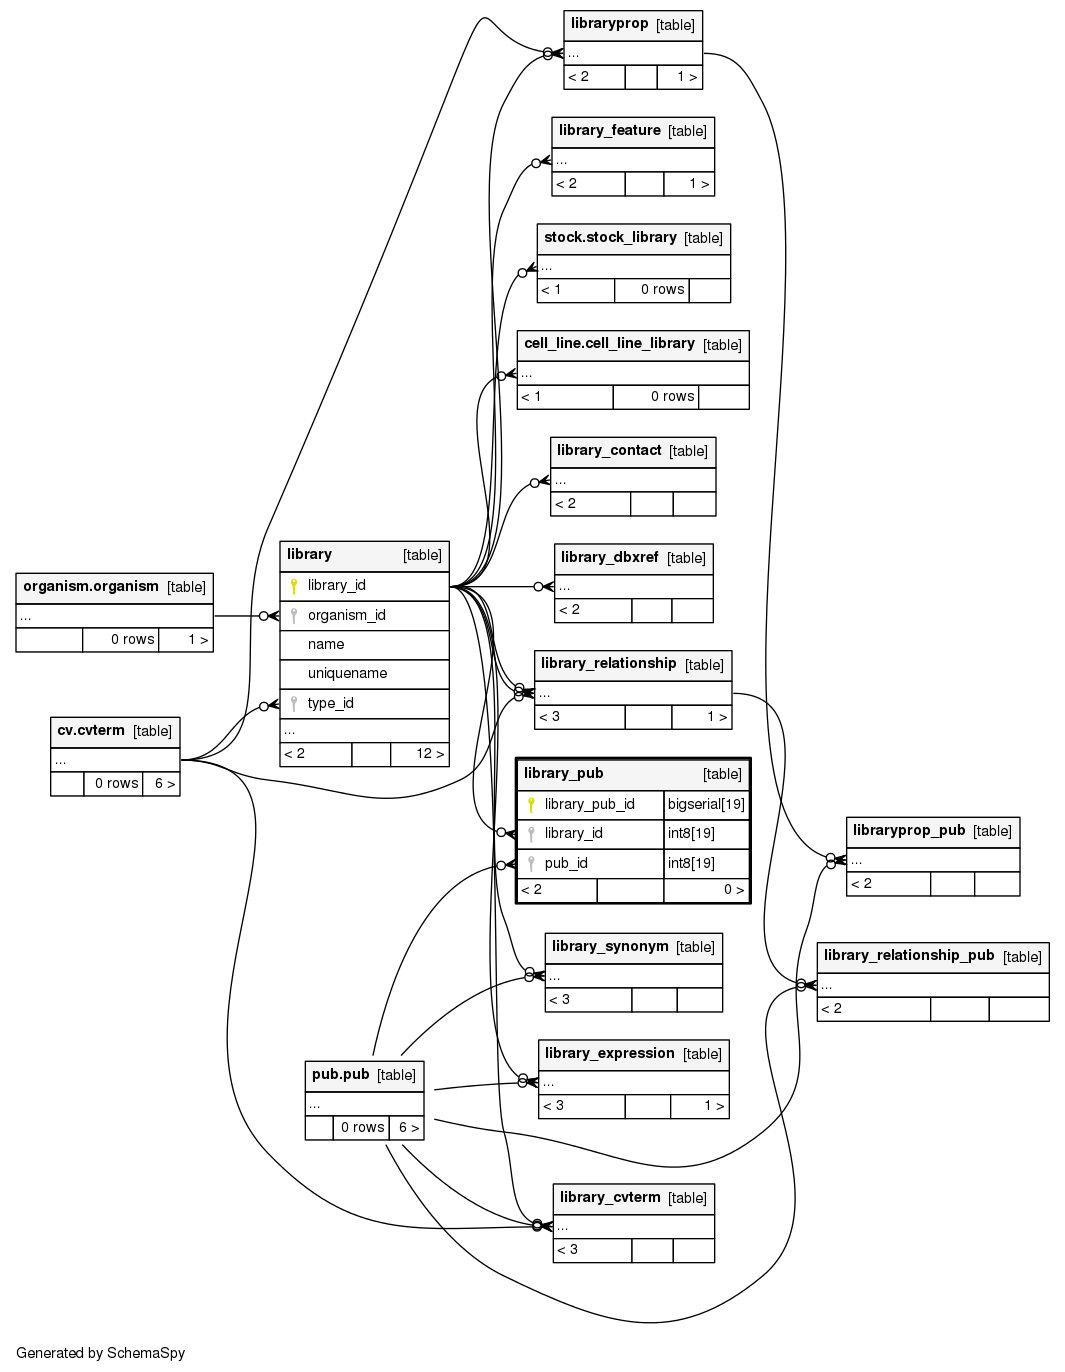 libraryprop [table]
...
< 2 1 >
library_feature [table]
...
< 2 1 >
stock.stock_library [table]
...
< 1 0 rows
cell_line.cell_line_library [table]
...
< 1 0 rows
library_contact [table]
...
< 2
library_dbxref [table]
...
< 2
library [table]
library_id
organism_id
name
uniquename
type_id
...
< 2 12 >
organism.organism [table]
...
0 rows 1 >
cv.cvterm [table]
...
0 rows 6 >
library_relationship [table]
...
< 3 1 >
library_pub [table]
library_pub_id bigserial[19]
library_id int8[19]
pub_id int8[19]
< 2 0 >
libraryprop_pub [table]
...
< 2
library_relationship_pub [table]
...
< 2
library_synonym [table]
...
< 3
library_expression [table]
...
< 3 1 >
pub.pub [table]
...
0 rows 6 >
library_cvterm [table]
...
< 3
Generated by SchemaSpy